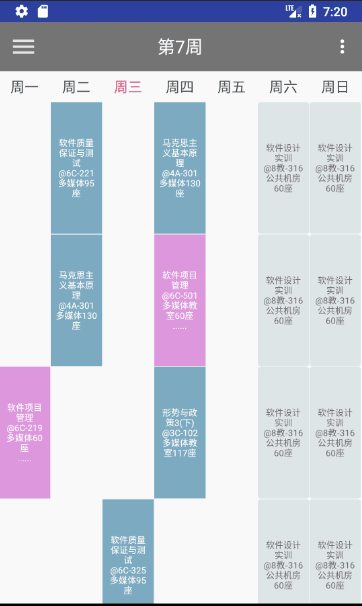 LTE 7:20
第7周
周一 周二 周三 周四 周五 周六 周日
软件质量
保证与测
试
@6C-221
多媒体95
座
马克思主
义基本原
理
@4A-301
多媒体130
座
软件设计
实训
@8教-316
公共机房
60座
软件设计
实训
@8教-316
公共机房
60座
马克思主
义基本原
理
@4A-301
多媒体130
座
软件项目
管理
@6C-501
多媒体教
室60座
......
软件设计
实训
@8教-316
公共机房
60座
软件设计
实训
@8教-316
公共机房
60座
软件项目
管理
@6C-219
多媒体60
座
......
形势与政
策3(下)
@3C-102
多媒体教
室117座
软件设计
实训
@8教-316
公共机房
60座
软件设计
实训
@8教-316
公共机房
60座
软件质量
保证与测
试
@6C-325
多媒体95
座
软件设计
实训
@8教-316
公共机房
60座
软件设计
实训
@8教-316
公共机房
60座